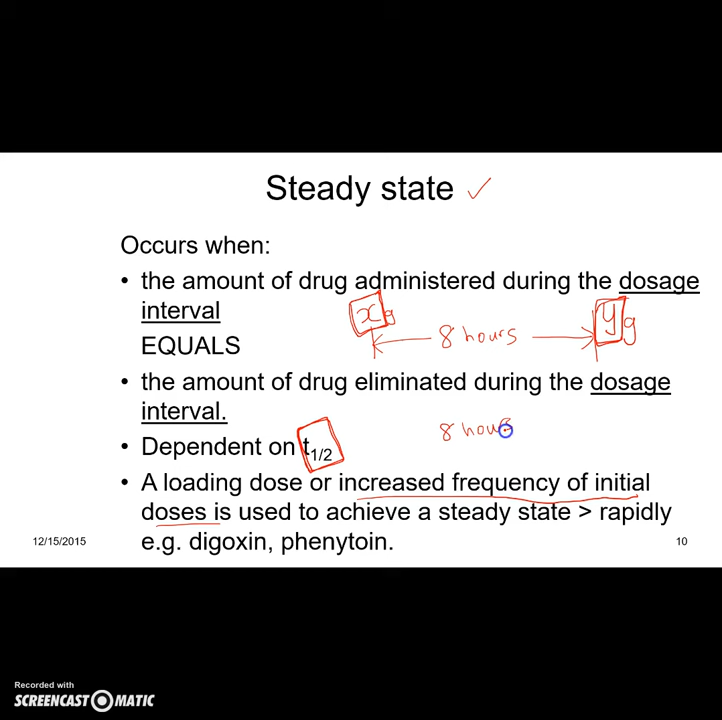 Steady state ✓
Occurs when:
• the amount of drug administered during the dosage
interval
x g
y g
8 hours
EQUALS
• the amount of drug eliminated during the dosage
interval.
8 hours
• Dependent on t1/2
• A loading dose or increased frequency of initial
doses is used to achieve a steady state > rapidly
e.g. digoxin, phenytoin.
12/15/2015
10
Recorded with
SCREENCAST-O-MATIC